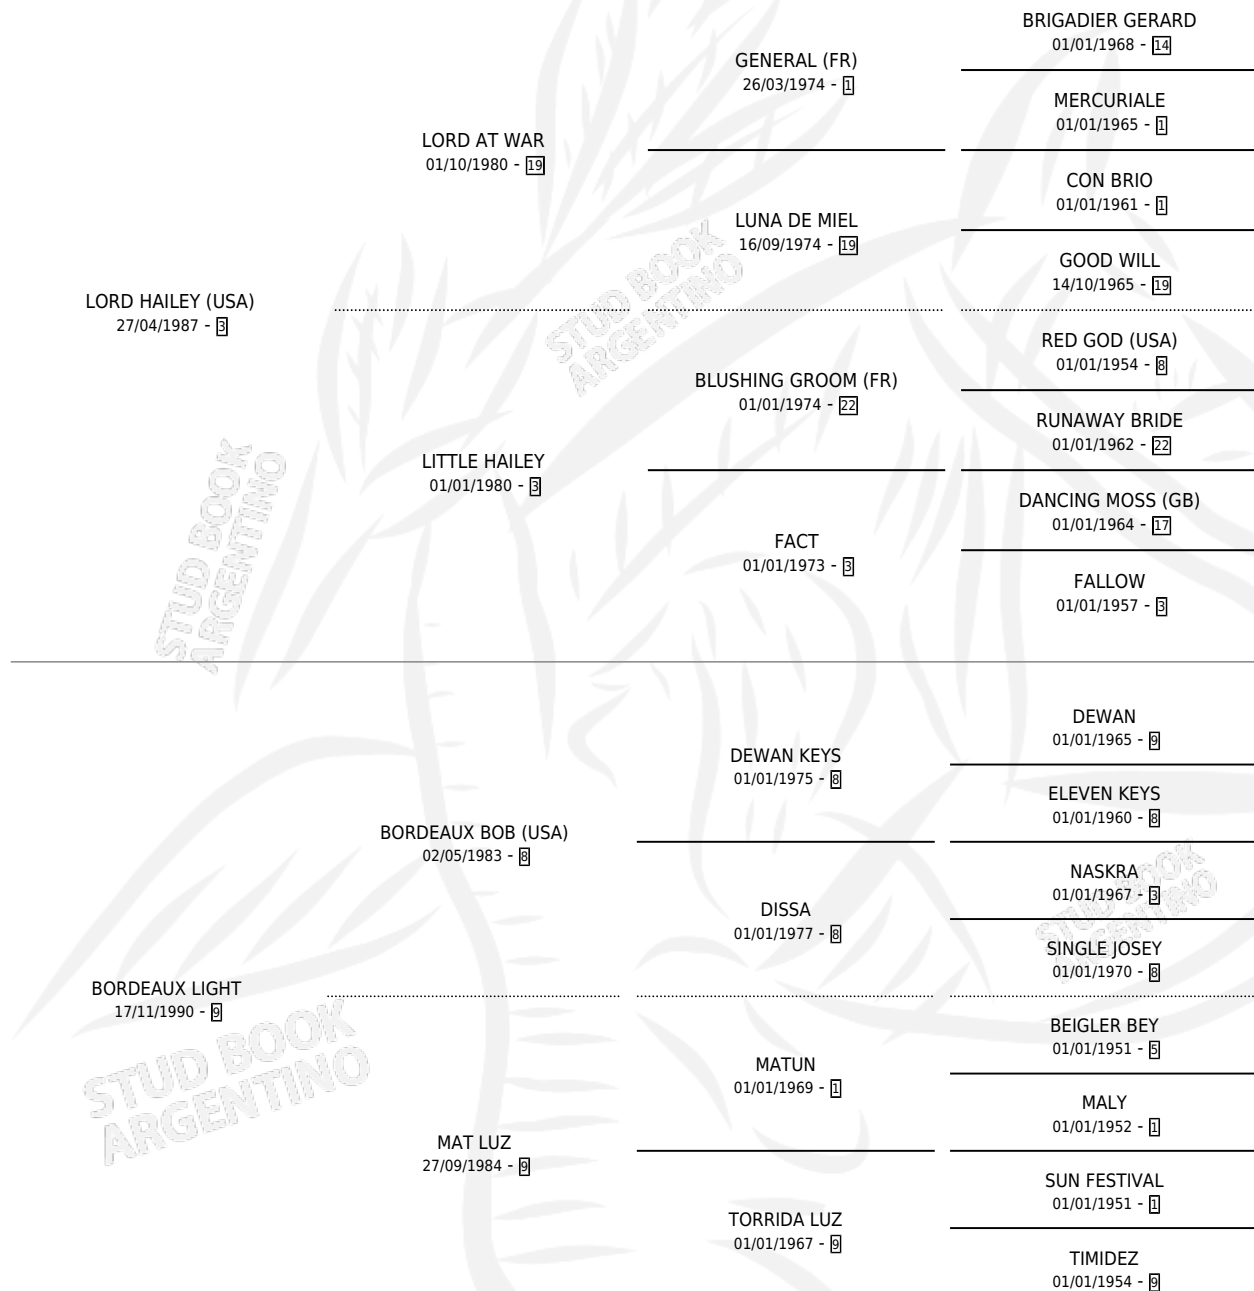 BRIGADIER GERARD
01/01/1968 - 14
GENERAL (FR)
26/03/1974 - 1
MERCURIALE
01/01/1965 - 1
LORD AT WAR
01/10/1980 - 19
CON BRIO
01/01/1961 - 1
LUNA DE MIEL
16/09/1974 - 19
GOOD WILL
14/10/1965 - 19
LORD HAILEY (USA)
27/04/1987 - 3
STUD BOOK
ARGENTINO
RED GOD (USA)
01/01/1954 - 8
BLUSHING GROOM (FR)
01/01/1974 - 22
RUNAWAY BRIDE
01/01/1962 - 22
LITTLE HAILEY
01/01/1980 - 3
DANCING MOSS (GB)
01/01/1964 - 17
FACT
01/01/1973 - 3
FALLOW
01/01/1957 - 3
STUD BOOK
ARGENTINO
DEWAN
01/01/1965 - 9
DEWAN KEYS
01/01/1975 - 8
ELEVEN KEYS
01/01/1960 - 8
BORDEAUX BOB (USA)
02/05/1983 - 8
NASKRA
01/01/1967 - 3
STUD BOOK
ARGENTINO
DISSA
01/01/1977 - 8
SINGLE JOSEY
01/01/1970 - 8
BORDEAUX LIGHT
17/11/1990 - 9
STUD BOOK
ARGENTINO
BEIGLER BEY
01/01/1951 - 5
MATUN
01/01/1969 - 1
MALY
01/01/1952 - 1
MAT LUZ
27/09/1984 - 9
SUN FESTIVAL
01/01/1951 - 1
TORRIDA LUZ
01/01/1967 - 9
TIMIDEZ
01/01/1954 - 9